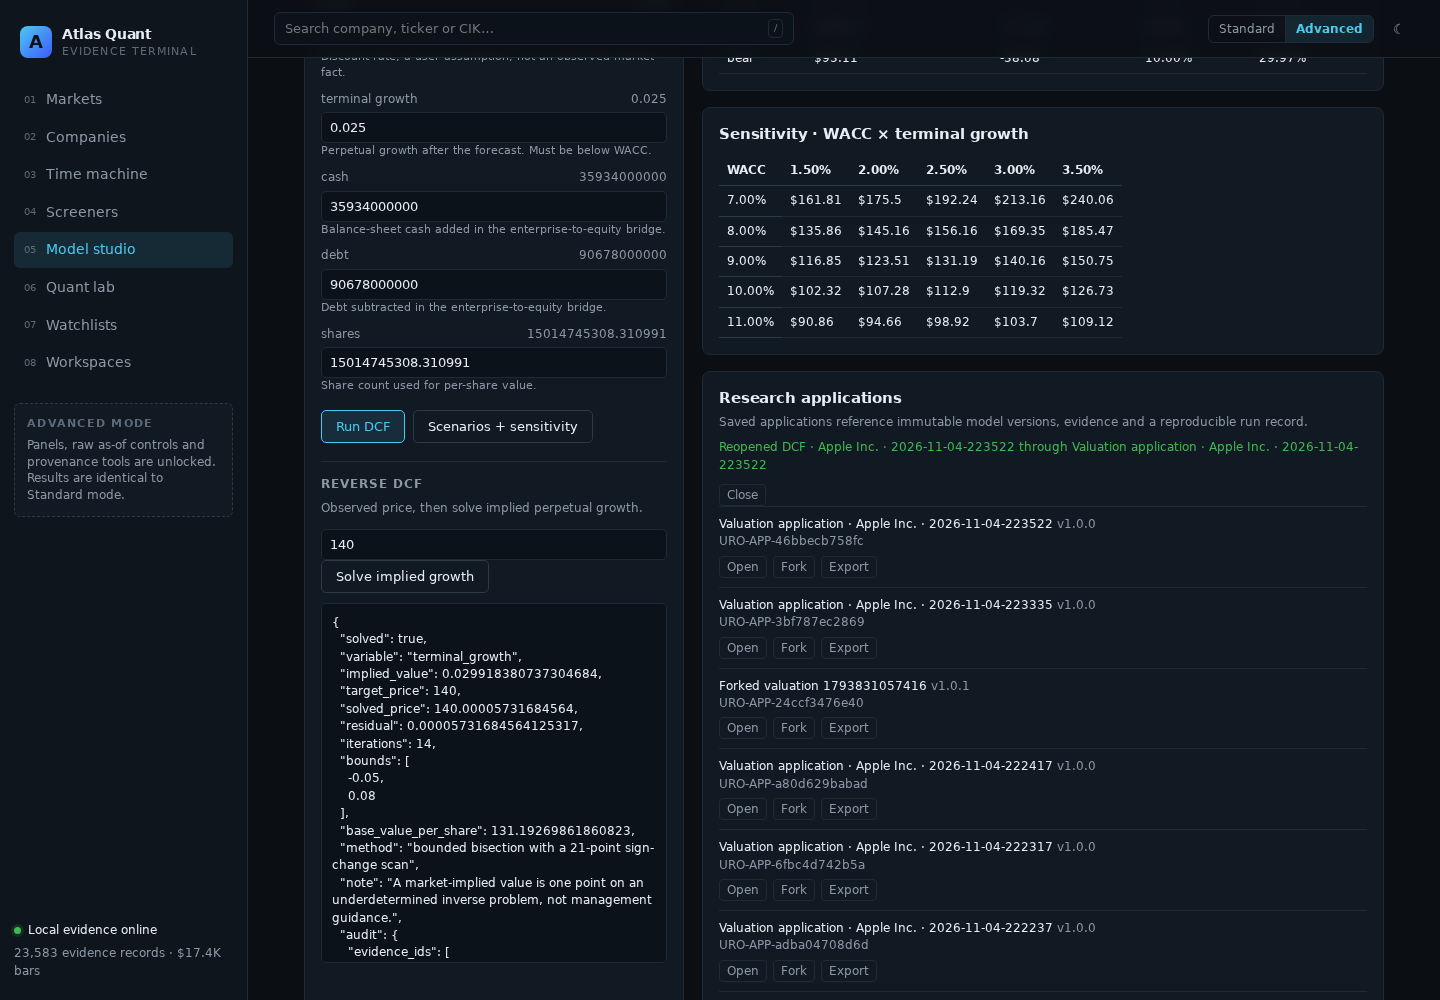 A
Atlas Quant
EVIDENCE TERMINAL
01 Markets
02 Companies
03 Time machine
04 Screeners
05 Model studio
06 Quant lab
07 Watchlists
08 Workspaces
ADVANCED MODE
Panels, raw as-of controls and
provenance tools are unlocked.
Results are identical to
Standard mode.
Local evidence online
23,583 evidence records · $17.4K
bars
Search company, ticker or CIK...
/
Standard
Advanced
Discount rate, a user assumption, not an observed market
fact.
terminal growth 0.025
0.025
Perpetual growth after the forecast. Must be below WACC.
cash 35934000000
35934000000
Balance-sheet cash added in the enterprise-to-equity bridge.
debt 90678000000
90678000000
Debt subtracted in the enterprise-to-equity bridge.
shares 15014745308.310991
15014745308.310991
Share count used for per-share value.
Run DCF
Scenarios + sensitivity
REVERSE DCF
Observed price, then solve implied perpetual growth.
140
Solve implied growth
{
"solved": true,
"variable": "terminal_growth",
"implied_value": 0.029918380737304684,
"target_price": 140,
"solved_price": 140.00005731684564,
"residual": 0.00005731684564125317,
"iterations": 14,
"bounds": [
-0.05,
0.08
],
"base_value_per_share": 131.19269861860823,
"method": "bounded bisection with a 21-point sign-
change scan",
"note": "A market-implied value is one point on an
underdetermined inverse problem, not management
guidance.",
"audit": {
"evidence_ids": [
bear $93.11 -38.08 10.00% 29.97%
Sensitivity · WACC × terminal growth
WACC 1.50% 2.00% 2.50% 3.00% 3.50%
7.00% $161.81 $175.5 $192.24 $213.16 $240.06
8.00% $135.86 $145.16 $156.16 $169.35 $185.47
9.00% $116.85 $123.51 $131.19 $140.16 $150.75
10.00% $102.32 $107.28 $112.9 $119.32 $126.73
11.00% $90.86 $94.66 $98.92 $103.7 $109.12
Research applications
Saved applications reference immutable model versions, evidence and a reproducible run record.
Reopened DCF · Apple Inc. · 2026-11-04-223522 through Valuation application · Apple Inc. · 2026-11-04-
223522
Close
Valuation application · Apple Inc. · 2026-11-04-223522 v1.0.0
URO-APP-46bbecb758fc
Open Fork Export
Valuation application · Apple Inc. · 2026-11-04-223335 v1.0.0
URO-APP-3bf787ec2869
Open Fork Export
Forked valuation 1793831057416 v1.0.1
URO-APP-24ccf3476e40
Open Fork Export
Valuation application · Apple Inc. · 2026-11-04-222417 v1.0.0
URO-APP-a80d629babad
Open Fork Export
Valuation application · Apple Inc. · 2026-11-04-222317 v1.0.0
URO-APP-6fbc4d742b5a
Open Fork Export
Valuation application · Apple Inc. · 2026-11-04-222237 v1.0.0
URO-APP-adba04708d6d
Open Fork Export